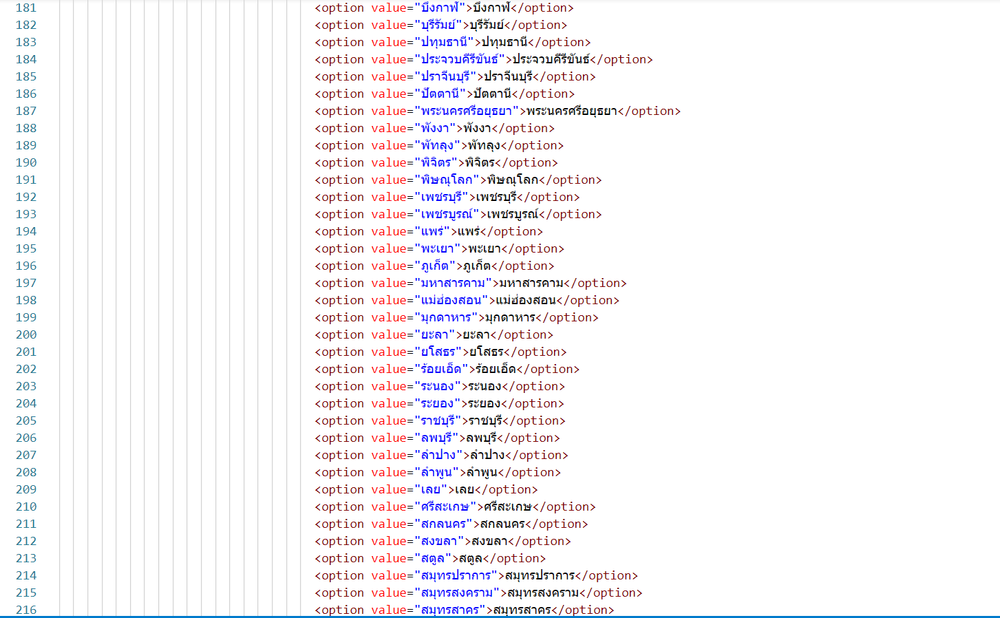 181 <option value="บึงกาฬ">บึงกาฬ</option>
182 <option value="บุรีรัมย์">บุรีรัมย์</option>
183 <option value="ปทุมธานี">ปทุมธานี</option>
184 <option value="ประจวบคีรีขันธ์">ประจวบคีรีขันธ์</option>
185 <option value="ปราจีนบุรี">ปราจีนบุรี</option>
186 <option value="ปัตตานี">ปัตตานี</option>
187 <option value="พระนครศรีอยุธยา">พระนครศรีอยุธยา</option>
188 <option value="พังงา">พังงา</option>
189 <option value="พัทลุง">พัทลุง</option>
190 <option value="พิจิตร">พิจิตร</option>
191 <option value="พิษณุโลก">พิษณุโลก</option>
192 <option value="เพชรบุรี">เพชรบุรี</option>
193 <option value="เพชรบูรณ์">เพชรบูรณ์</option>
194 <option value="แพร่">แพร่</option>
195 <option value="พะเยา">พะเยา</option>
196 <option value="ภูเก็ต">ภูเก็ต</option>
197 <option value="มหาสารคาม">มหาสารคาม</option>
198 <option value="แม่ฮ่องสอน">แม่ฮ่องสอน</option>
199 <option value="มุกดาหาร">มุกดาหาร</option>
200 <option value="ยะลา">ยะลา</option>
201 <option value="ยโสธร">ยโสธร</option>
202 <option value="ร้อยเอ็ด">ร้อยเอ็ด</option>
203 <option value="ระนอง">ระนอง</option>
204 <option value="ระยอง">ระยอง</option>
205 <option value="ราชบุรี">ราชบุรี</option>
206 <option value="ลพบุรี">ลพบุรี</option>
207 <option value="ลำปาง">ลำปาง</option>
208 <option value="ลำพูน">ลำพูน</option>
209 <option value="เลย">เลย</option>
210 <option value="ศรีสะเกษ">ศรีสะเกษ</option>
211 <option value="สกลนคร">สกลนคร</option>
212 <option value="สงขลา">สงขลา</option>
213 <option value="สตูล">สตูล</option>
214 <option value="สมุทรปราการ">สมุทรปราการ</option>
215 <option value="สมุทรสงคราม">สมุทรสงคราม</option>
216 <option value="สมุทรสาคร">สมุทรสาคร</option>